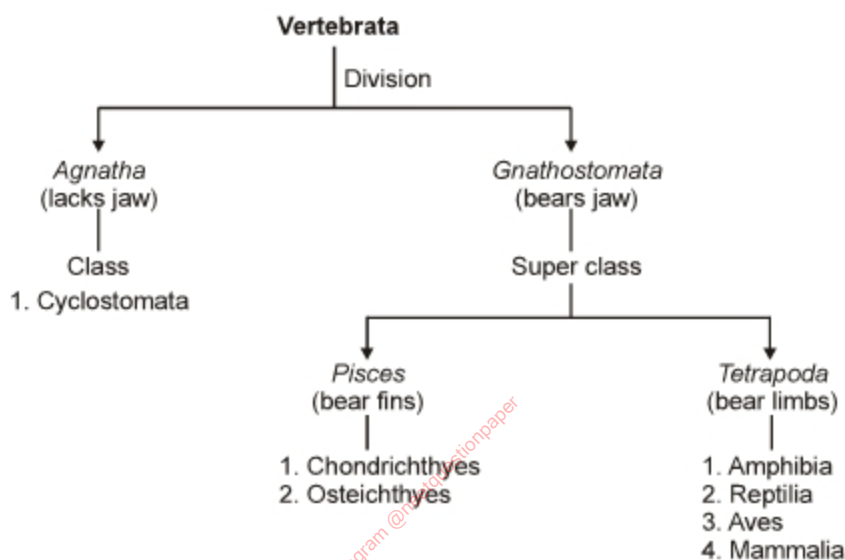 Vertebrata
Division
Agnatha
(lacks jaw)
Class
1. Cyclostomata
Gnathostomata
(bears jaw)
Super class
Pisces
(bear fins)
1. Chondrichthyes
2. Osteichthyes
Tetrapoda
(bear limbs)
1. Amphibia
2. Reptilia
3. Aves
4. Mammalia